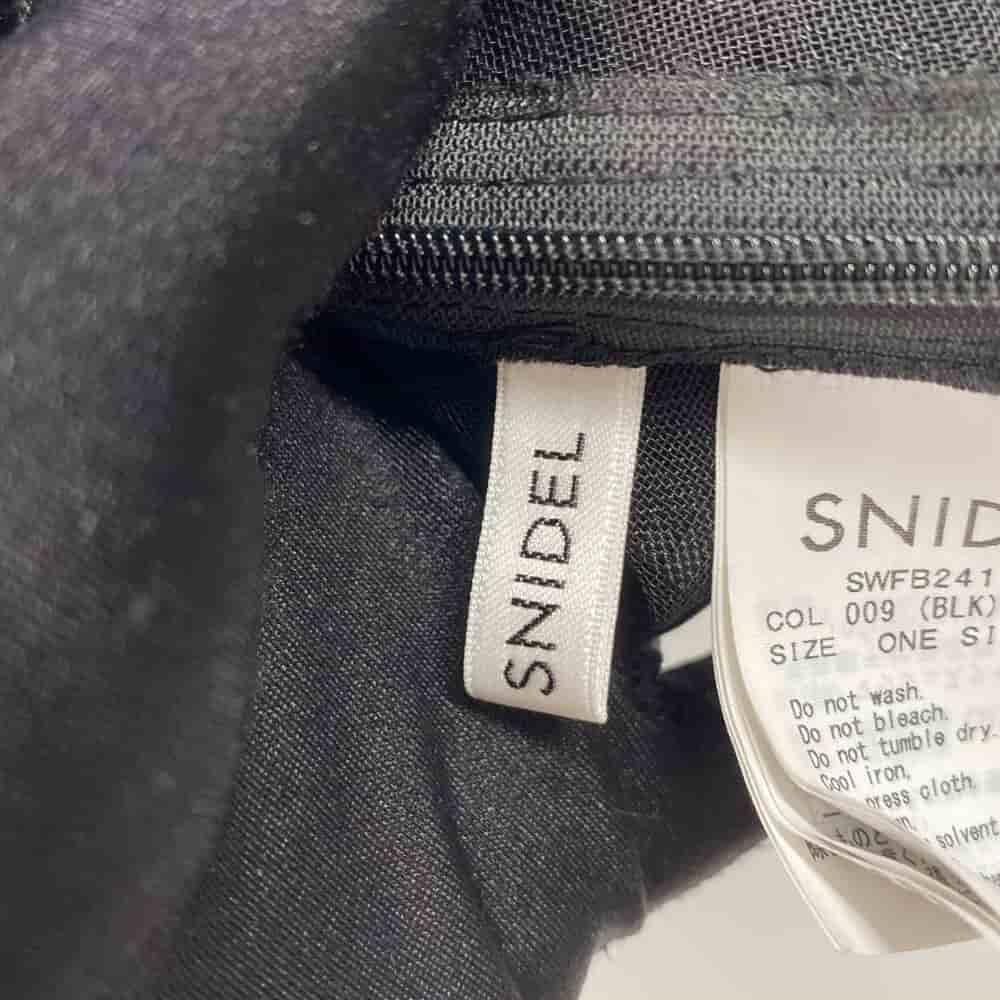 SNIDEL
SNID
SWFB241
COL 009 (BLK)
SIZE ONE SI
Do not wash.
Do not bleach.
Do not tumble dry.
Cool iron,
press cloth.
solvent